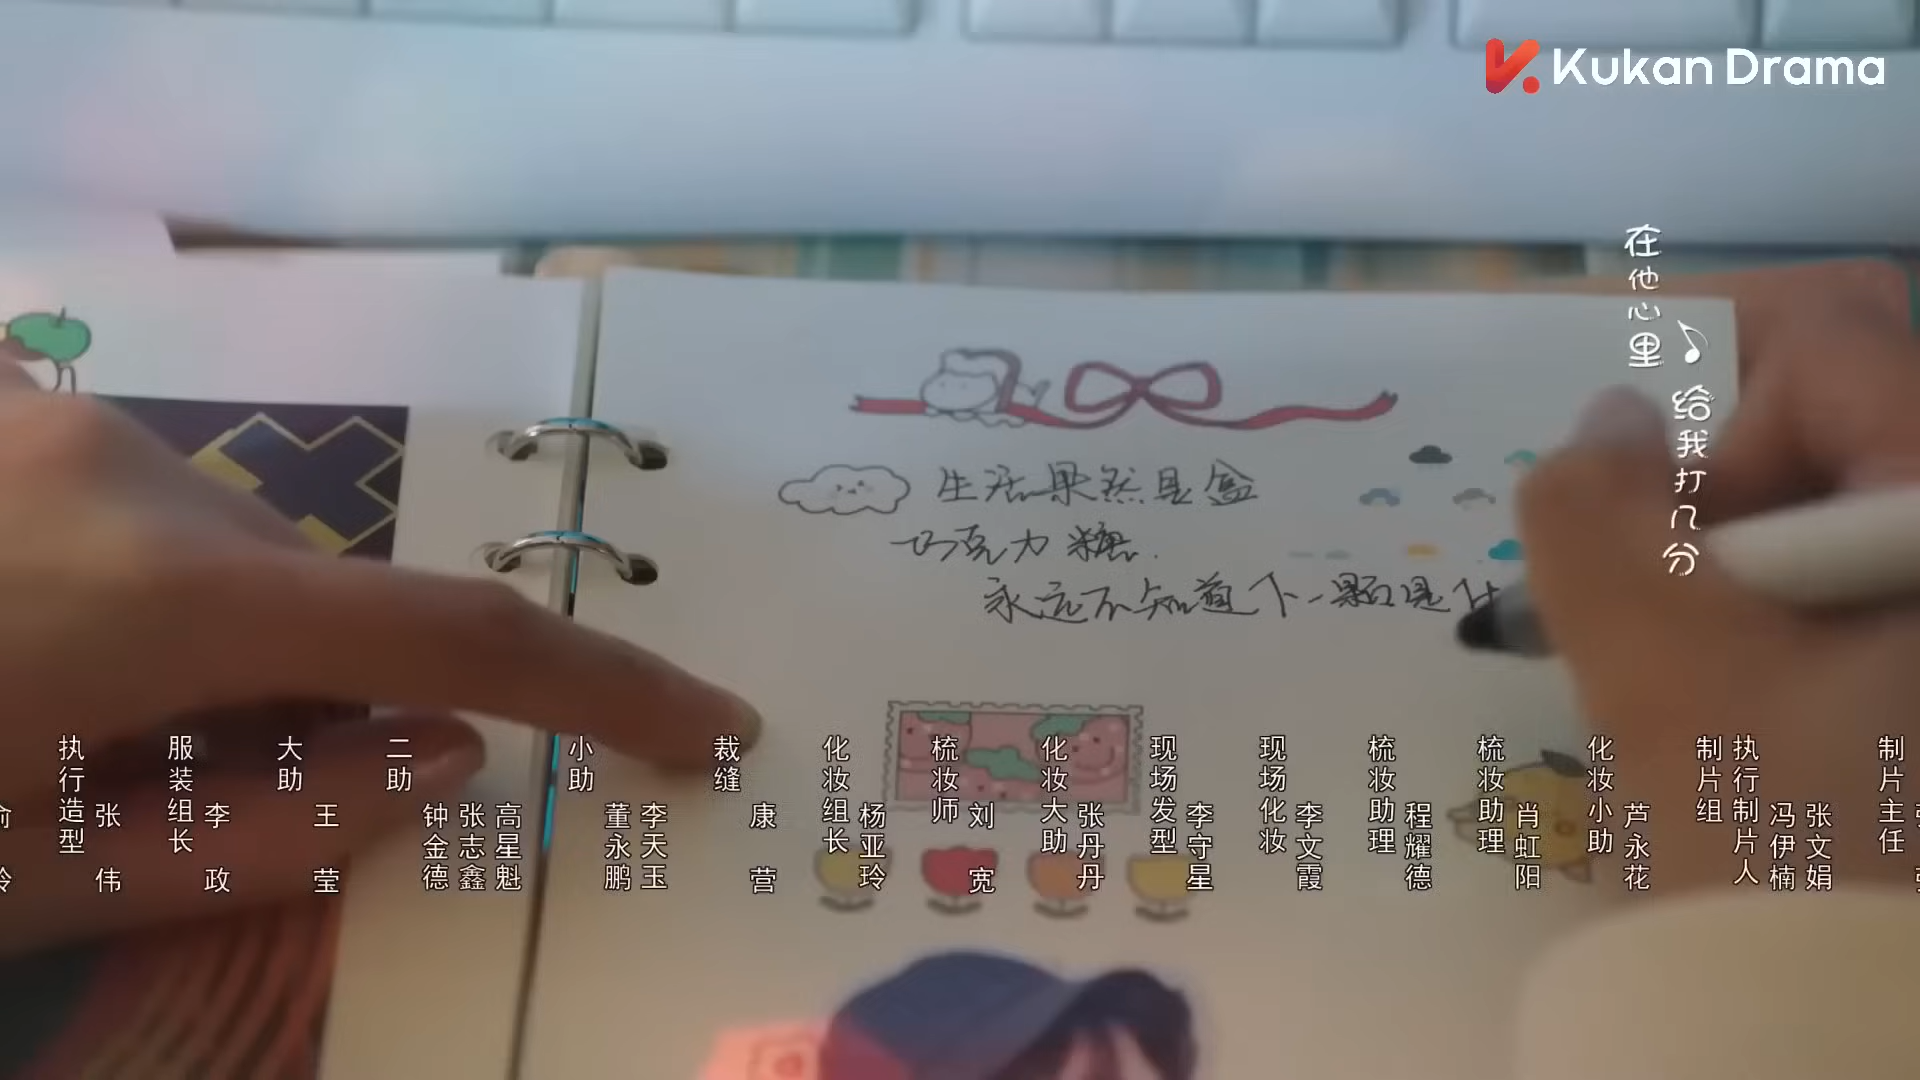 Kukan Drama
在他心里
给我打几分
生活果然是盒
巧克力糖.
永远不知道下一颗是什
执行造型
张伟
服装组长
李政
大助
王莹
二助
钟金德
张志鑫
高星魁
小助
董永鹏
李天玉
裁缝
康营
化妆组长
杨亚玲
梳妆师
刘宽
化妆大助
张丹丹
现场发型
李守星
现场化妆
李文霞
梳妆助理
程耀德
梳妆助理
肖虹阳
化妆小助
芦永花
制片组
执行制片人
冯伊楠
张文娟
制片主任